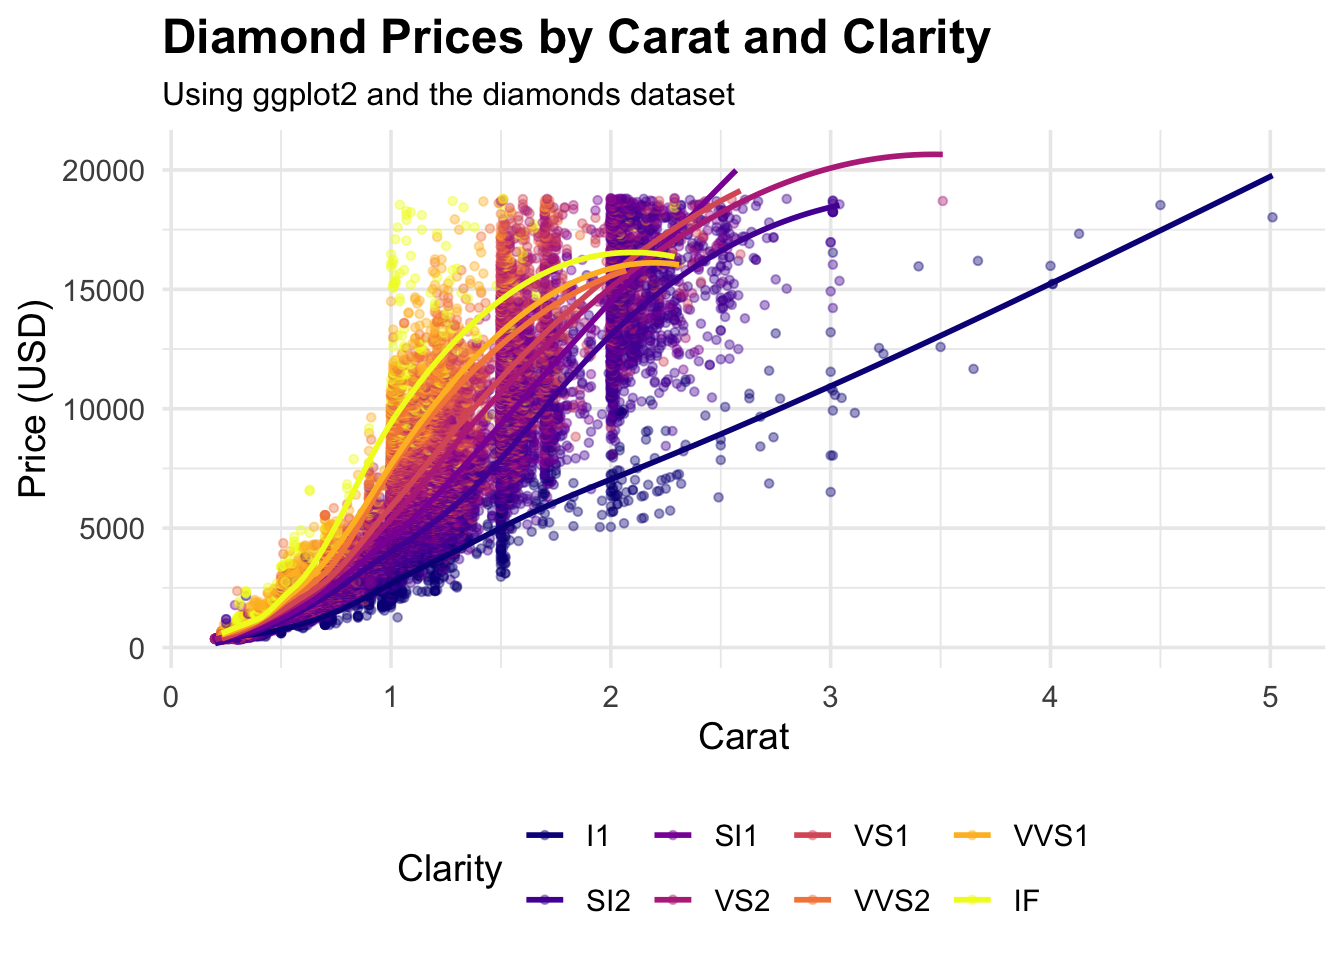 Diamond Prices by Carat and Clarity
Using ggplot2 and the diamonds dataset
20000
15000
10000
5000
0
Price (USD)
0 1 2 3 4 5
Carat
Clarity
I1 SI1 VS1 VVS1
SI2 VS2 VVS2 IF